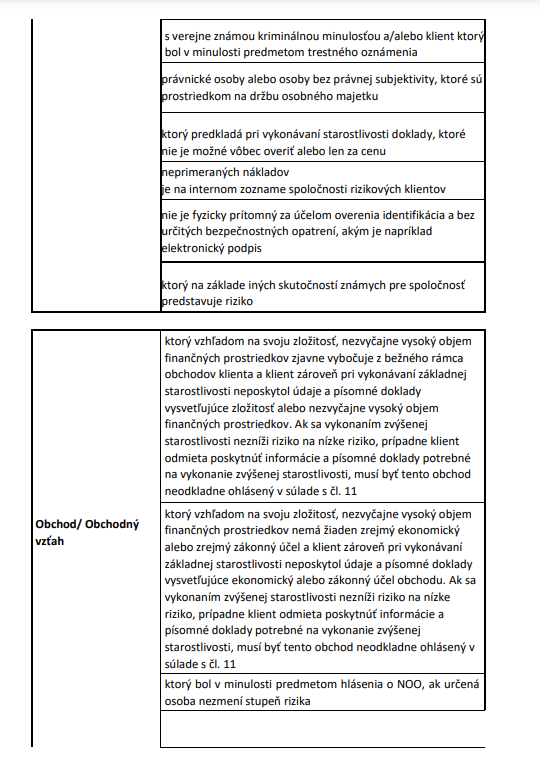 s verejne známou kriminálnou minulosťou a/alebo klient ktorý
bol v minulosti predmetom trestného oznámenia
právnické osoby alebo osoby bez právnej subjektivity, ktoré sú
prostriedkom na držbu osobného majetku
ktorý predkladá pri vykonávaní starostlivosti doklady, ktoré
nie je možné vôbec overiť alebo len za cenu
neprimeraných nákladov
je na internom zozname spoločnosti rizikových klientov
nie je fyzicky prítomný za účelom overenia identifikácia a bez
určitých bezpečnostných opatrení, akým je napríklad
elektronický podpis
ktorý na základe iných skutočností známych pre spoločnosť
predstavuje riziko
Obchod/ Obchodný
vzťah
ktorý vzhľadom na svoju zložitosť, nezvyčajne vysoký objem
finančných prostriedkov zjavne vybočuje z bežného rámca
obchodov klienta a klient zároveň pri vykonávaní základnej
starostlivosti neposkytol údaje a písomné doklady
vysvetľujúce zložitosť alebo nezvyčajne vysoký objem
finančných prostriedkov. Ak sa vykonaním zvýšenej
starostlivosti nezníži riziko na nízke riziko, prípadne klient
odmieta poskytnúť informácie a písomné doklady potrebné
na vykonanie zvýšenej starostlivosti, musí byť tento obchod
neodkladne ohlásený v súlade s čl. 11
ktorý vzhľadom na svoju zložitosť, nezvyčajne vysoký objem
finančných prostriedkov nemá žiaden zrejmý ekonomický
alebo zrejmý zákonný účel a klient zároveň pri vykonávaní
základnej starostlivosti neposkytol údaje a písomné doklady
vysvetľujúce ekonomický alebo zákonný účel obchodu. Ak sa
vykonaním zvýšenej starostlivosti nezníži riziko na nízke
riziko, prípadne klient odmieta poskytnúť informácie a
písomné doklady potrebné na vykonanie zvýšenej
starostlivosti, musí byť tento obchod neodkladne ohlásený v
súlade s čl. 11
ktorý bol v minulosti predmetom hlásenia o NOO, ak určená
osoba nezmení stupeň rizika